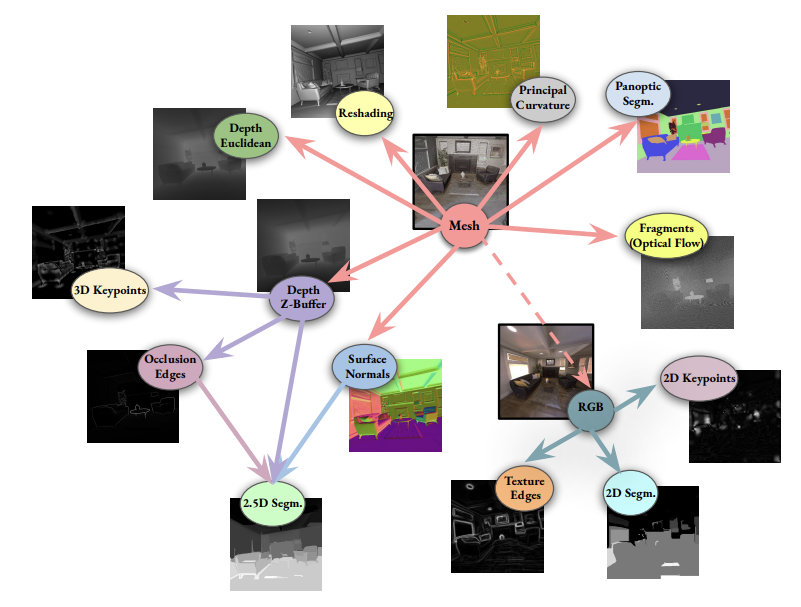 Principal
Curvature
Panoptic
Segm.
Reshading
Depth
Euclidean
Mesh
Fragments
(Optical Flow)
3D Keypoints
Depth
Z-Buffer
Occlusion
Edges
Surface
Normals
2D Keypoints
RGB
Texture
Edges
2D Segm.
2.5D Segm.